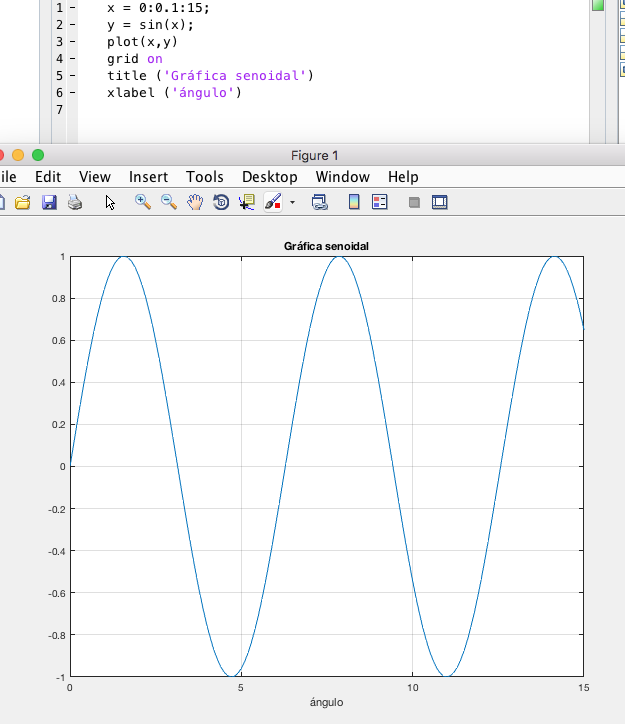 1 - x = 0:0.1:15;
2 - y = sin(x);
3 - plot(x,y)
4 - grid on
5 - title ('Gráfica senoidal')
6 - xlabel ('ángulo')
7
Figure 1
ile Edit View Insert Tools Desktop Window Help
Gráfica senoidal
1
0.8
0.6
0.4
0.2
0
-0.2
-0.4
-0.6
-0.8
-1
0 5 10 15
ángulo